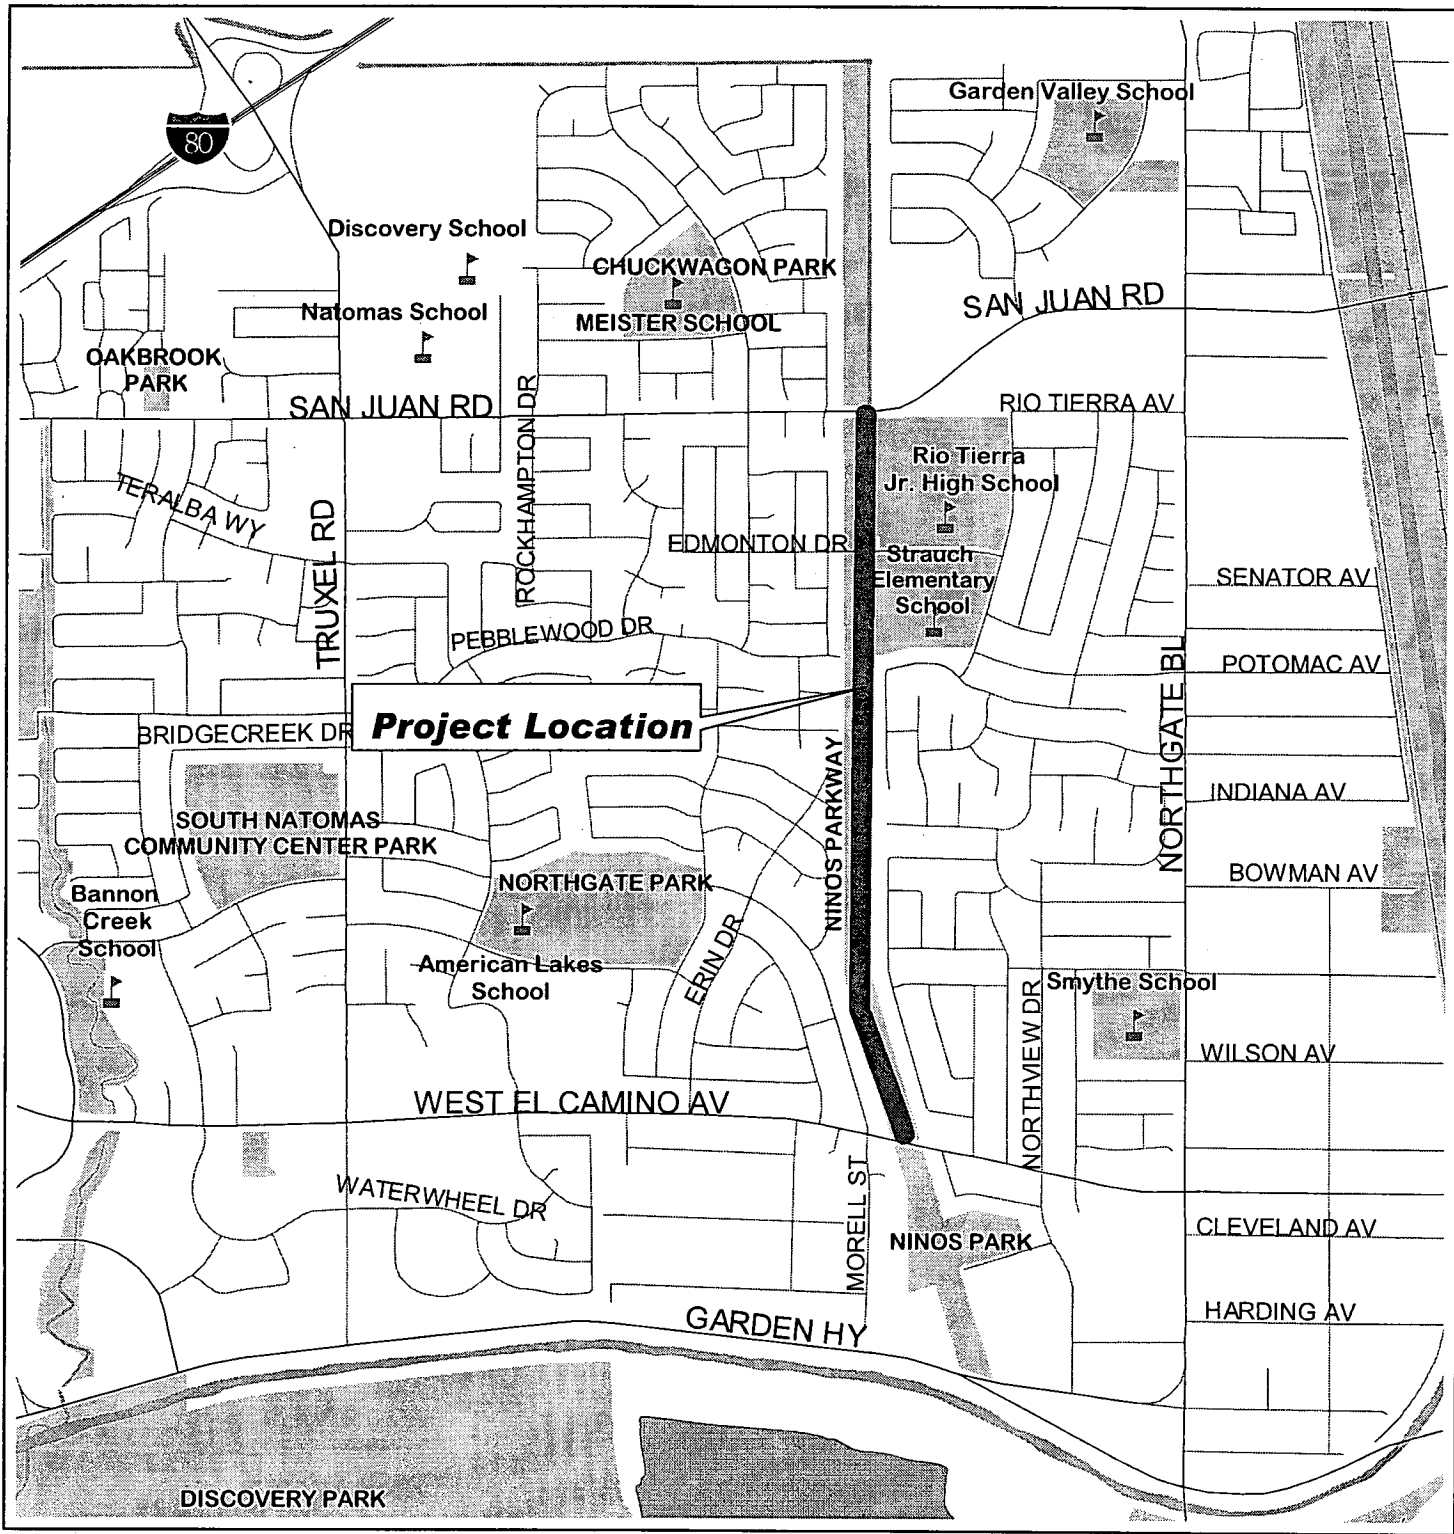 Garden Valley School
80
Discovery School
CHUCKWAGON PARK
SAN JUAN RD
Natomas School
MEISTER SCHOOL
OAKBROOK
PARK
SAN JUAN RD
ROCKHAMPTON DR
RIO TIERRA AV
Rio Tierra
Jr. High School
TERALBA WY
TRUXEL RD
EDMONTON DR
Strauch
Elementary
School
SENATOR AV
PEBBLEWOOD DR
POTOMAC AV
Project Location
BRIDGECREEK DR
NINOS PARKWAY
NORTHGATE BL
INDIANA AV
SOUTH NATOMAS
COMMUNITY CENTER PARK
BOWMAN AV
Bannon
Creek
School
NORTHGATE PARK
American Lakes
School
ERIN DR
Smythe School
NORTHVIEW DR
WILSON AV
WEST EL CAMINO AV
WATERWHEEL DR
MORELL ST
CLEVELAND AV
NINOS PARK
HARDING AV
GARDEN HY
DISCOVERY PARK